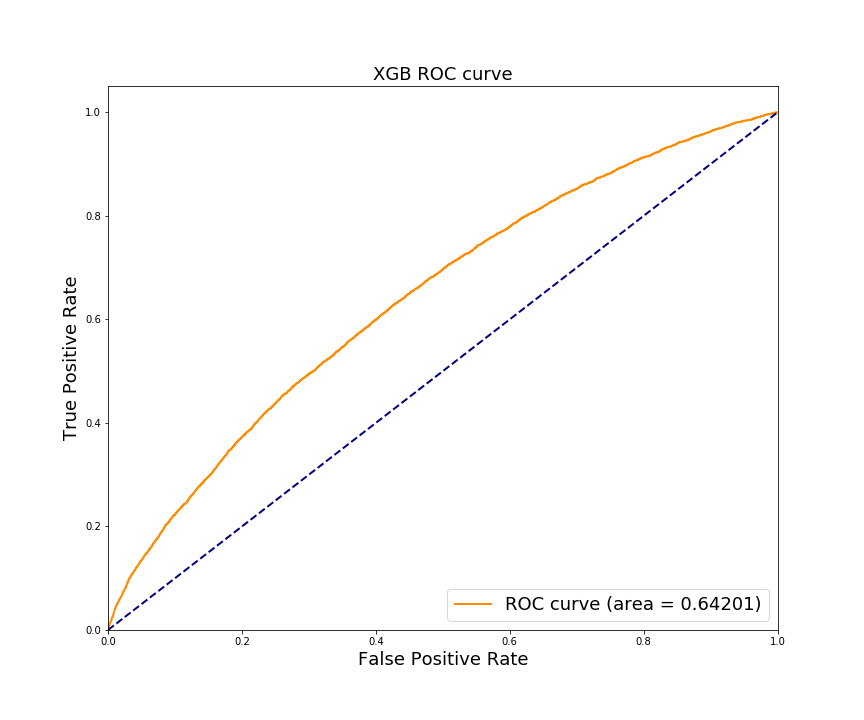 XGB ROC curve
True Positive Rate
1.0
0.8
0.6
0.4
0.2
0.0
ROC curve (area = 0.64201)
0.0 0.2 0.4 0.6 0.8 1.0
False Positive Rate